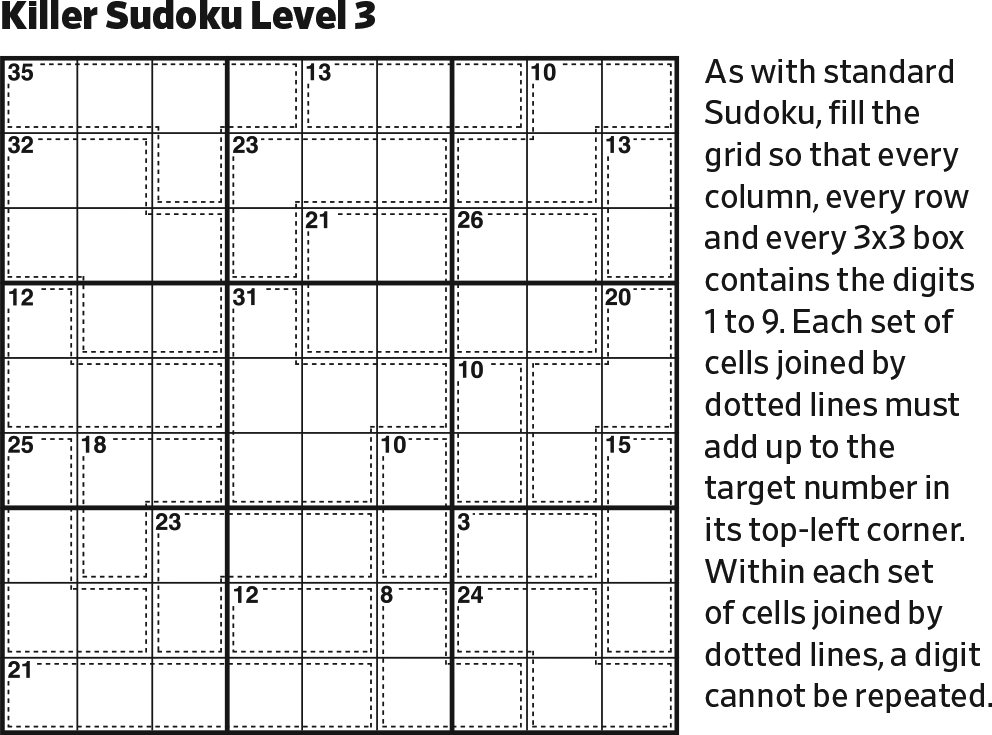 Killer Sudoku Level 3
35 13 10
32 23 13
21 26
12 31 20
10
25 18 10 15
23 3
12 8 24
21
As with standard
Sudoku, fill the
grid so that every
column, every row
and every 3x3 box
contains the digits
1 to 9. Each set of
cells joined by
dotted lines must
add up to the
target number in
its top-left corner.
Within each set
of cells joined by
dotted lines, a digit
cannot be repeated.